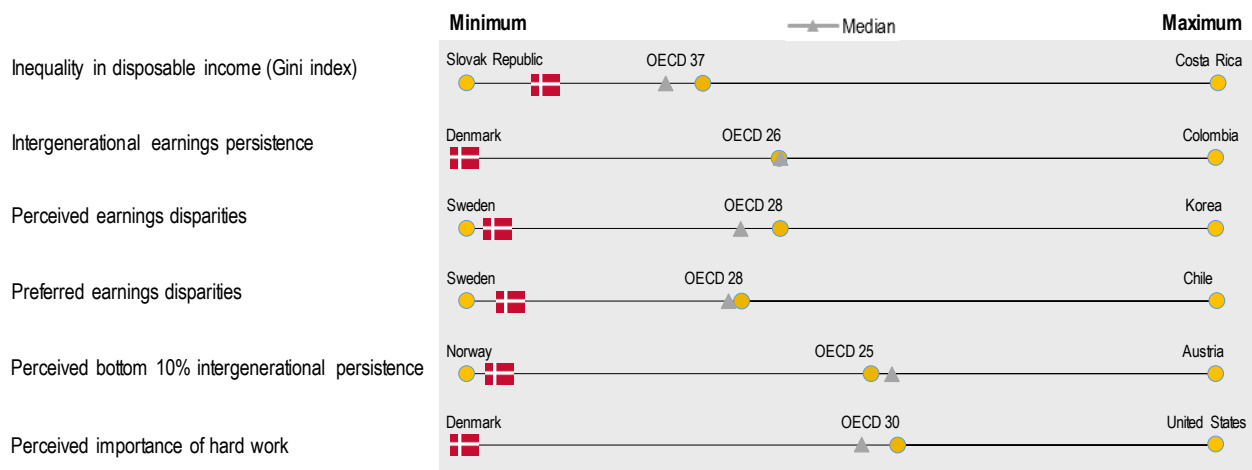 Minimum
Median
Maximum
Inequality in disposable income (Gini index)
Slovak Republic
OECD 37
Costa Rica
Intergenerational earnings persistence
Denmark
OECD 26
Colombia
Perceived earnings disparities
Sweden
OECD 28
Korea
Preferred earnings disparities
Sweden
OECD 28
Chile
Perceived bottom 10% intergenerational persistence
Norway
OECD 25
Austria
Perceived importance of hard work
Denmark
OECD 30
United States